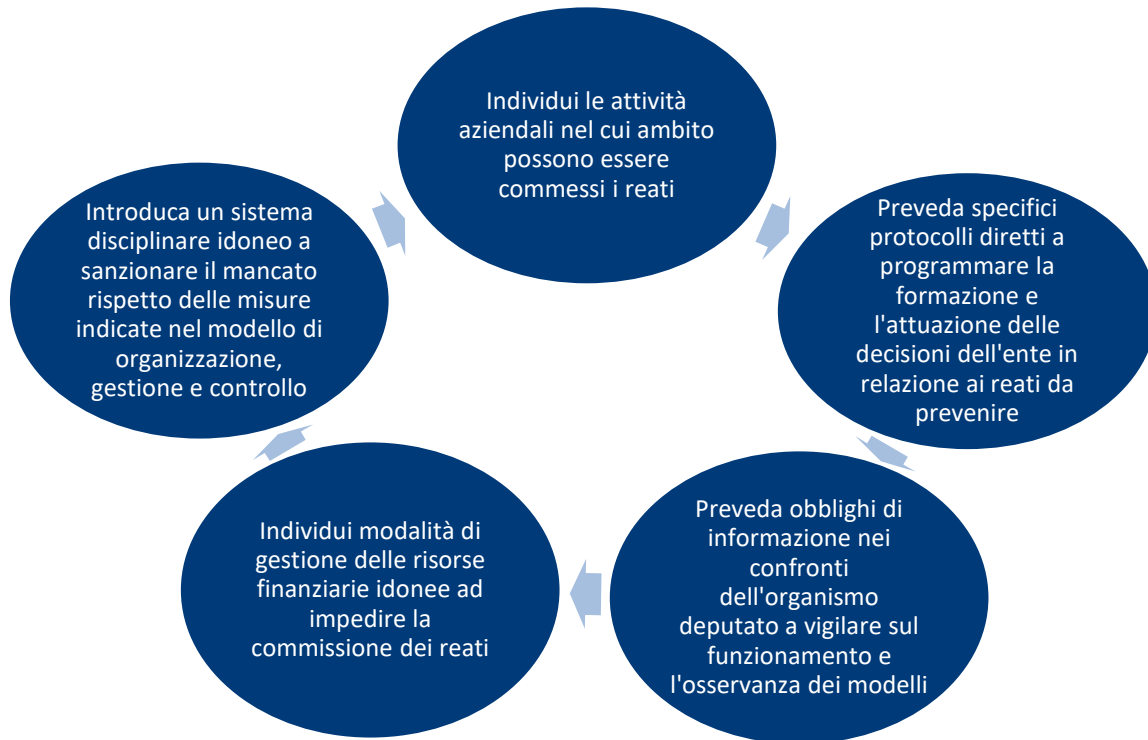 Individui le attività
aziendali nel cui ambito
possono essere
commessi i reati
Preveda specifici
protocolli diretti a
programmare la
formazione e
l'attuazione delle
decisioni dell'ente in
relazione ai reati da
prevenire
Preveda obblighi di
informazione nei
confronti
dell'organismo
deputato a vigilare sul
funzionamento e
l'osservanza dei modelli
Individui modalità di
gestione delle risorse
finanziarie idonee ad
impedire la
commissione dei reati
Introduca un sistema
disciplinare idoneo a
sanzionare il mancato
rispetto delle misure
indicate nel modello di
organizzazione,
gestione e controllo